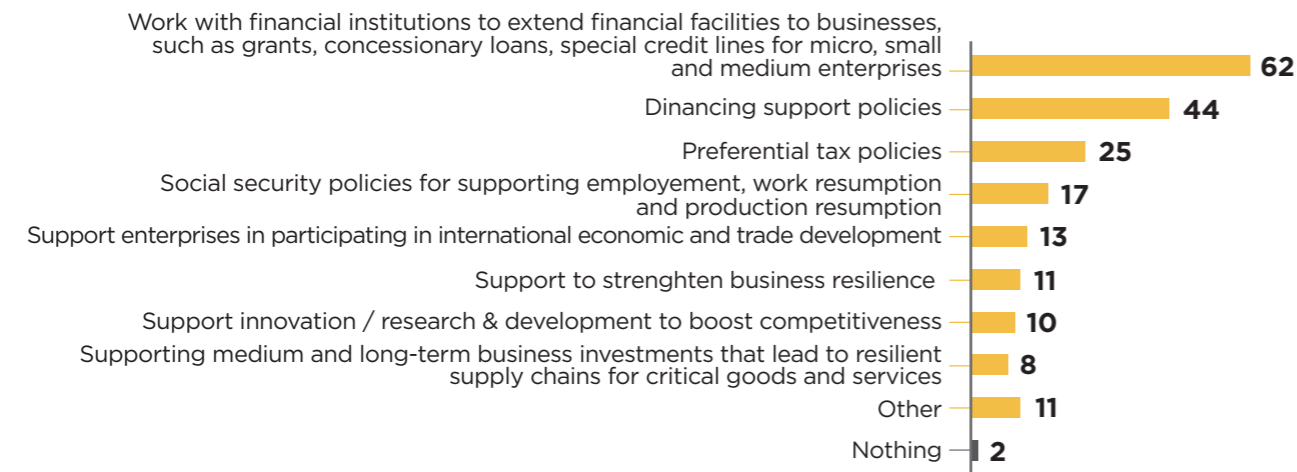 Work with financial institutions to extend financial facilities to businesses,
such as grants, concessionary loans, special credit lines for micro, small
and medium enterprises
62
Dinancing support policies
44
Preferential tax policies
25
Social security policies for supporting employement, work resumption
and production resumption
17
Support enterprises in participating in international economic and trade development
13
Support to strenghten business resilience
11
Support innovation / research & development to boost competitiveness
10
Supporting medium and long-term business investments that lead to resilient
supply chains for critical goods and services
8
Other
11
Nothing
2